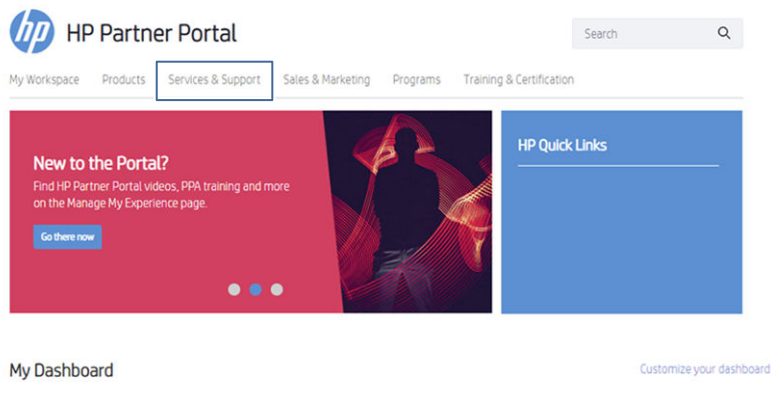 hp HP Partner Portal
Search
My Workspace Products Services & Support Sales & Marketing Programs Training & Certification
New to the Portal?
Find HP Partner Portal videos, PPA training and more
on the Manage My Experience page.
Go there now
HP Quick Links
My Dashboard
Customize your dashboard